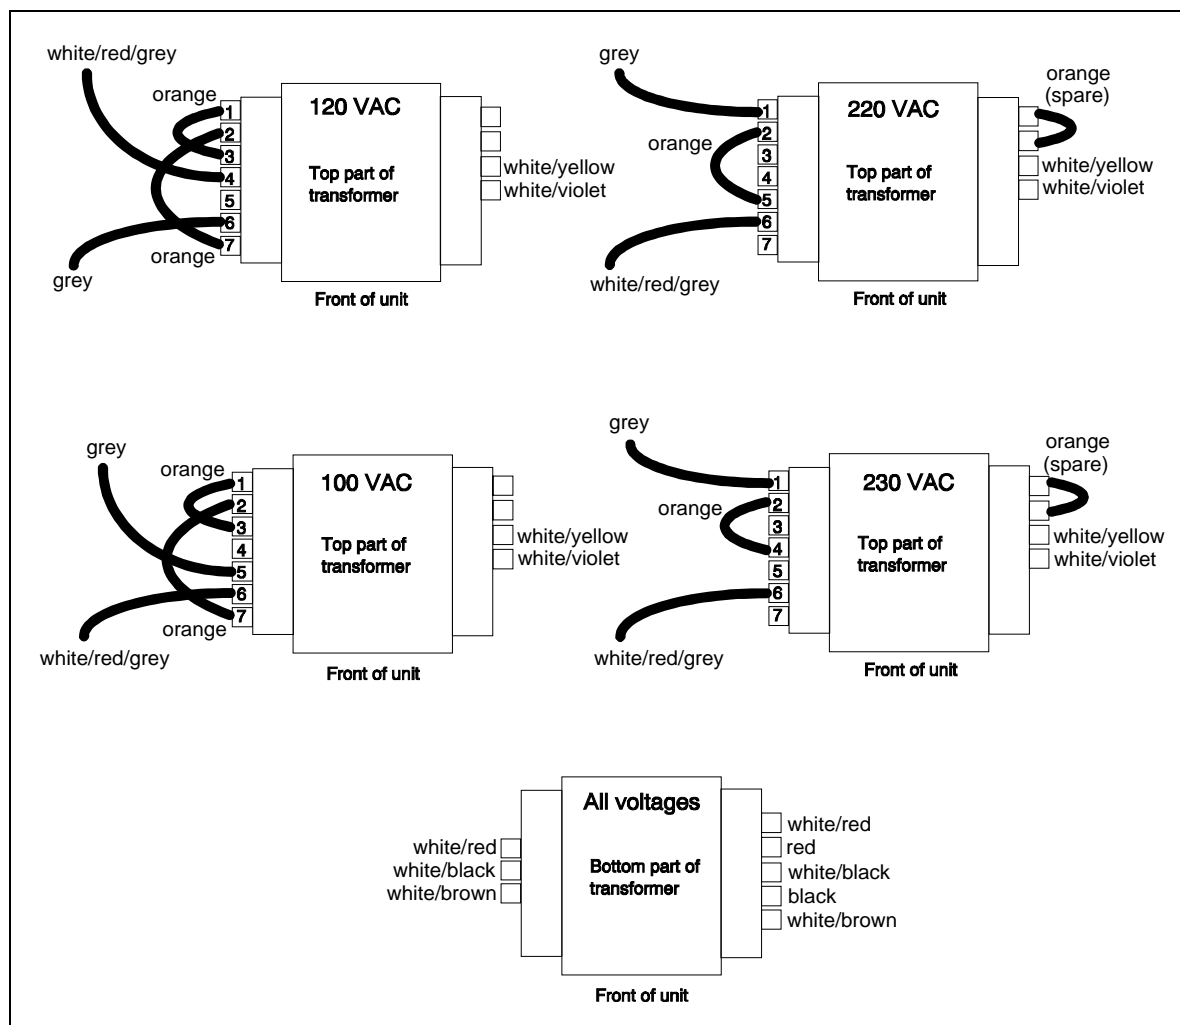 white/red/grey
orange
120 VAC
1
2
3
4
5
6
7
Top part of
transformer
white/yellow
white/violet
orange
grey
Front of unit
grey
orange
(spare)
220 VAC
1
2
3
4
5
6
7
orange
Top part of
transformer
white/yellow
white/violet
white/red/grey
Front of unit
grey
orange
100 VAC
1
2
3
4
5
6
7
Top part of
transformer
white/yellow
white/violet
orange
white/red/grey
Front of unit
grey
orange
(spare)
230 VAC
1
2
3
4
5
6
7
orange
Top part of
transformer
white/yellow
white/violet
white/red/grey
Front of unit
All voltages
white/red
white/black
white/brown
Bottom part of
transformer
white/red
red
white/black
black
white/brown
Front of unit